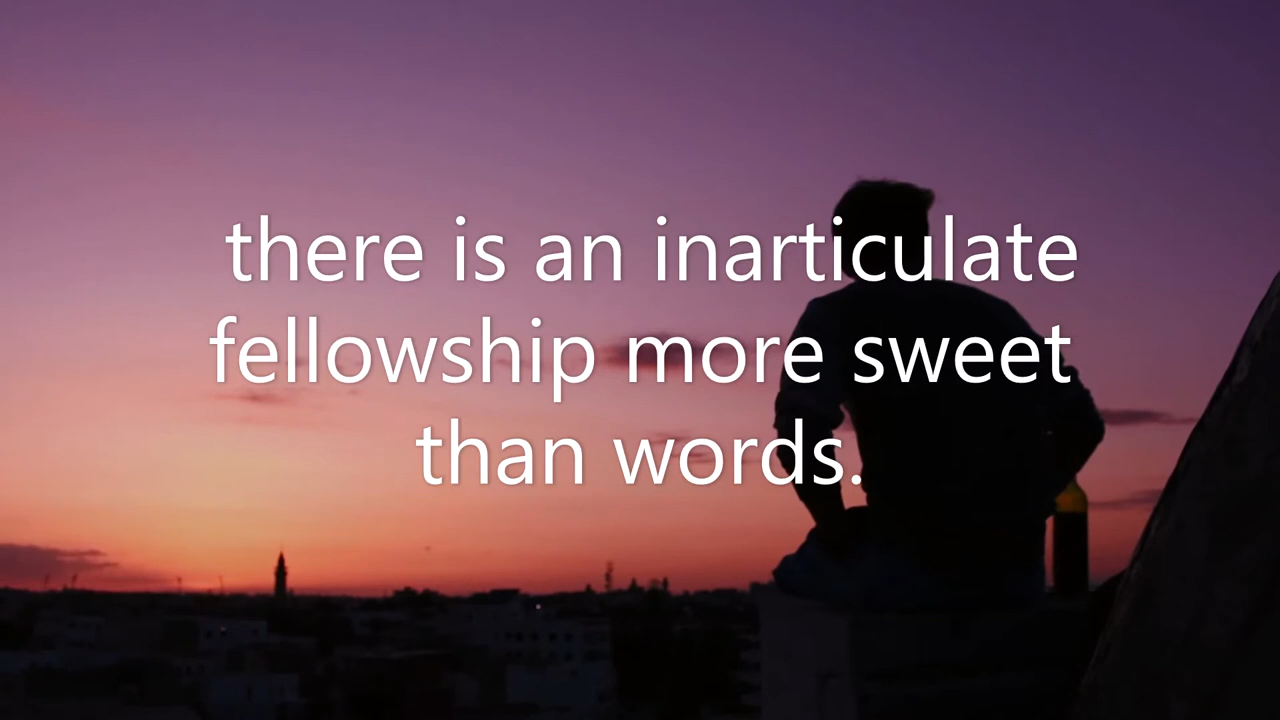 there is an inarticulate
fellowship more sweet
than words.